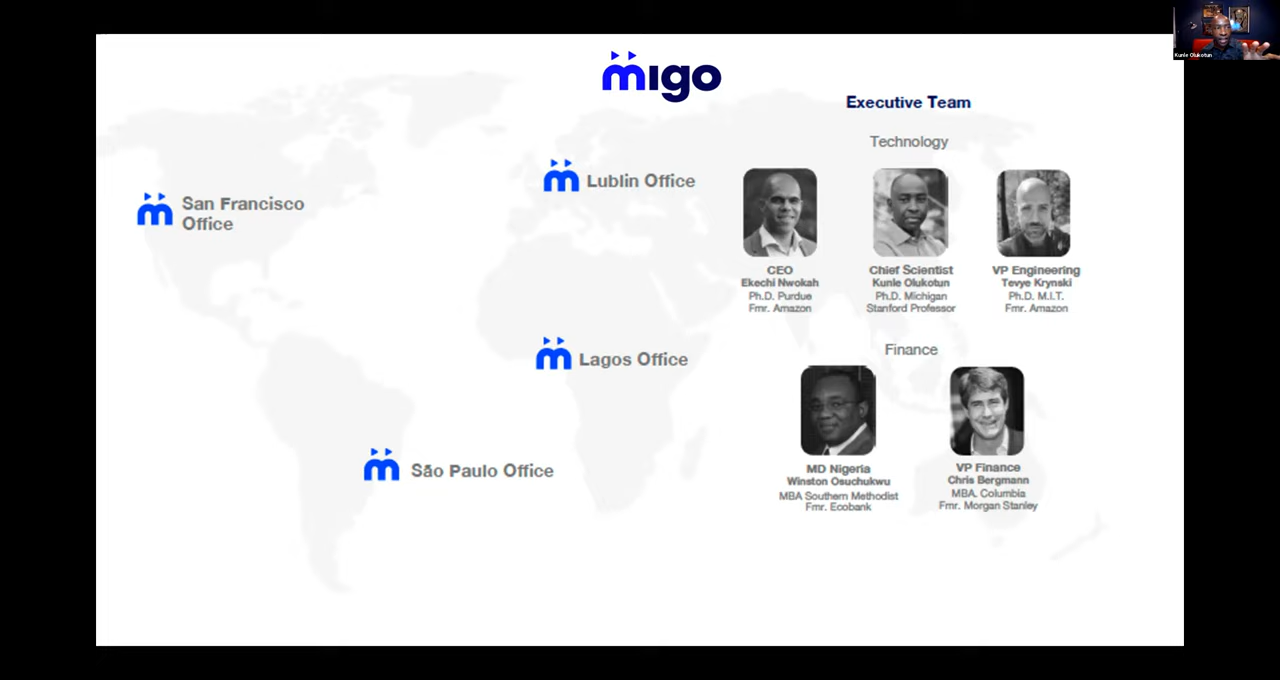 migo
Executive Team
Technology
San Francisco
Office
Lublin Office
Lagos Office
São Paulo Office
CEO
Ekechi Nwokah
Ph.D. Purdue
Fmr. Amazon
Chief Scientist
Kunle Olukotun
Ph.D. Michigan
Stanford Professor
VP Engineering
Tevye Krynski
Ph.D. M.I.T.
Fmr. Amazon
Finance
MD Nigeria
Winston Osuchukwu
MBA Southern Methodist
Fmr. Ecobank
VP Finance
Chris Bergmann
MBA. Columbia
Fmr. Morgan Stanley
Kunle Olukotun